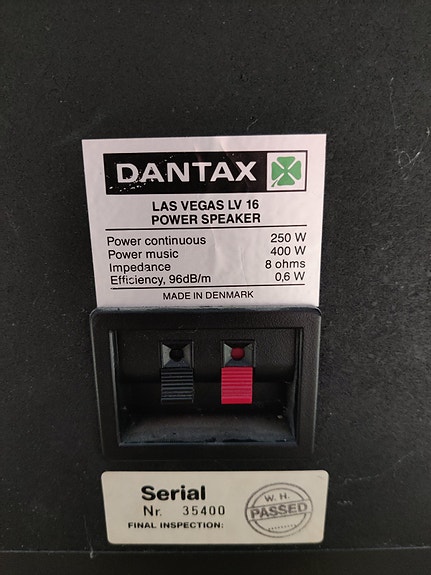 DANTAX
LAS VEGAS LV 16
POWER SPEAKER
Power continuous 250 W
Power music 400 W
Impedance 8 ohms
Effisiency, 96dB/m 0,6 W
MADE IN DENMARK
Serial
Nr. 35400
FINAL INSPECTION:
W. H.
PASSED